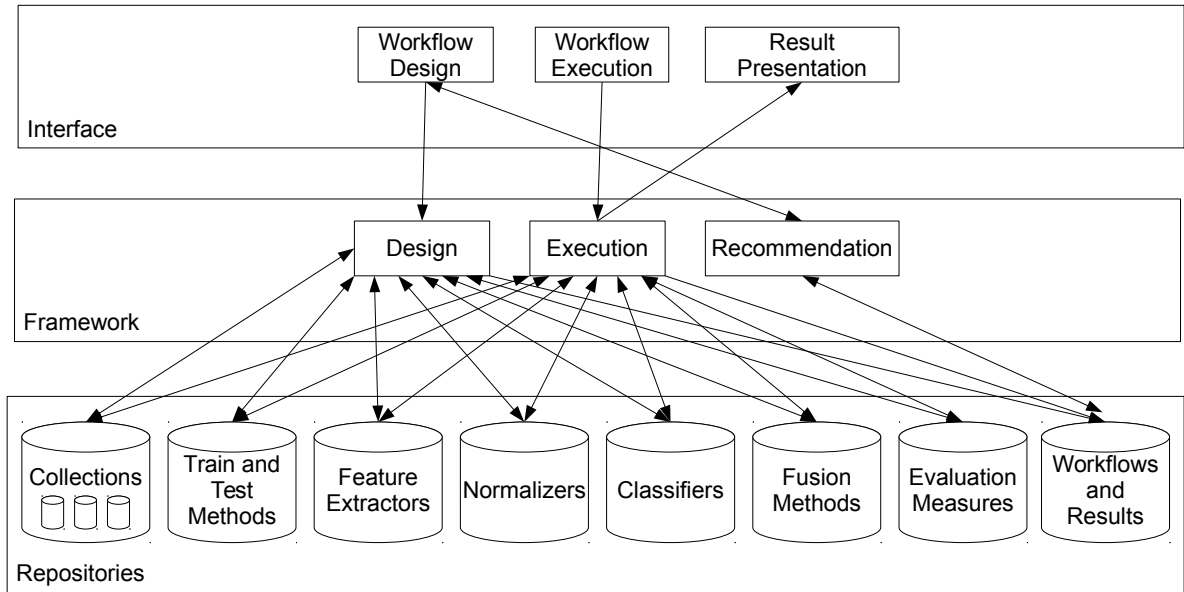 Workflow
Design
Workflow
Execution
Result
Presentation
Interface
Design
Execution
Recommendation
Framework
Collections
Train and
Test
Methods
Feature
Extractors
Normalizers
Classifiers
Fusion
Methods
Evaluation
Measures
Workflows
and
Results
Repositories